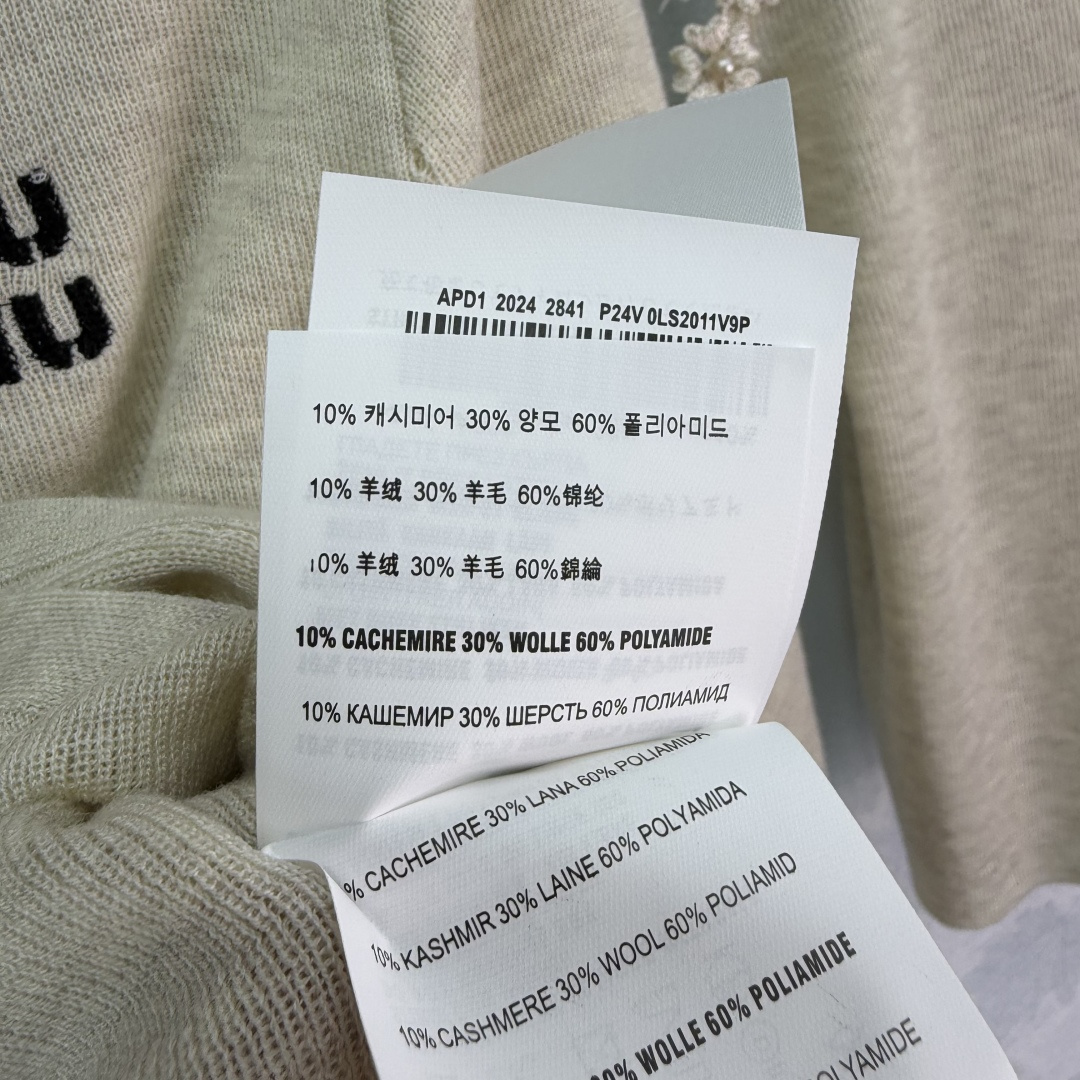 APD1 2024 2841 P24V 0LS2011V9P
10% 캐시미어 30% 양모 60% 폴리아미드
10% 羊绒 30% 羊毛 60%锦纶
10% 羊绒 30% 羊毛 60%錦綸
10% CACHEMIRE 30% WOLLE 60% POLYAMIDE
10% КАШЕМИР 30% ШЕРСТЬ 60% ПОЛИАМИД
% CACHEMIRE 30% LANA 60% POLIAMIDA
10% KASHMIR 30% LAINE 60% POLYAMIDA
10% CASHMERE 30% WOOL 60% POLIAMID
WOLLE 60% POLIAMIDE